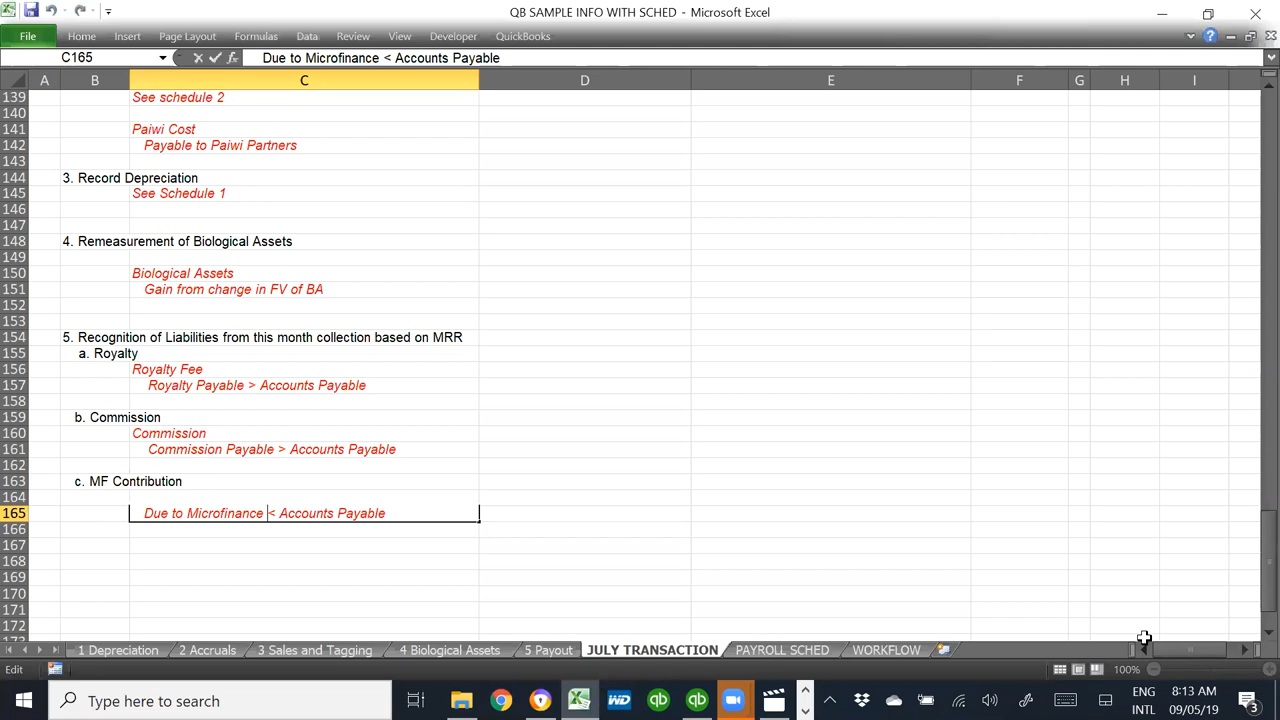 QB SAMPLE INFO WITH SCHED - Microsoft Excel
File Home Insert Page Layout Formulas Data Review View Developer QuickBooks
C165 fx Due to Microfinance < Accounts Payable
A B C D E F G H I
139 See schedule 2
140
141 Paiwi Cost
142 Payable to Paiwi Partners
143
144 3. Record Depreciation
145 See Schedule 1
146
147
148 4. Remeasurement of Biological Assets
149
150 Biological Assets
151 Gain from change in FV of BA
152
153
154 5. Recognition of Liabilities from this month collection based on MRR
155 a. Royalty
156 Royalty Fee
157 Royalty Payable > Accounts Payable
158
159 b. Commission
160 Commission
161 Commission Payable > Accounts Payable
162
163 c. MF Contribution
164
165 Due to Microfinance < Accounts Payable
166
167
168
169
170
171
172
173
1 Depreciation 2 Accruals 3 Sales and Tagging 4 Biological Assets 5 Payout JULY TRANSACTION PAYROLL SCHED WORKFLOW
Edit 100%
Type here to search
WD qb qb
ENG INTL
8:13 AM
09/05/19
3